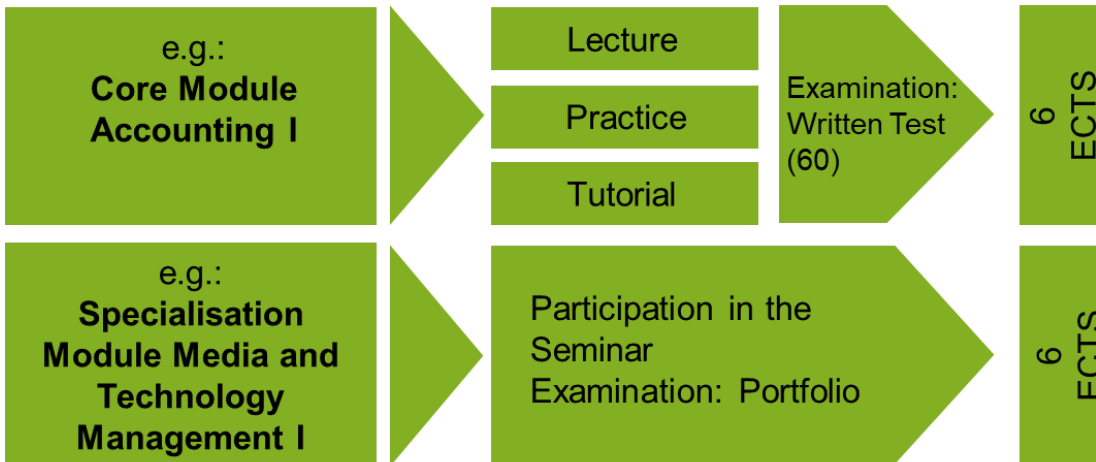 e.g.:
Core Module
Accounting I
Lecture
Practice
Tutorial
Examination:
Written Test
(60)
6
ECTS
e.g.:
Specialisation
Module Media and
Technology
Management I
Participation in the
Seminar
Examination: Portfolio
6
ECTS